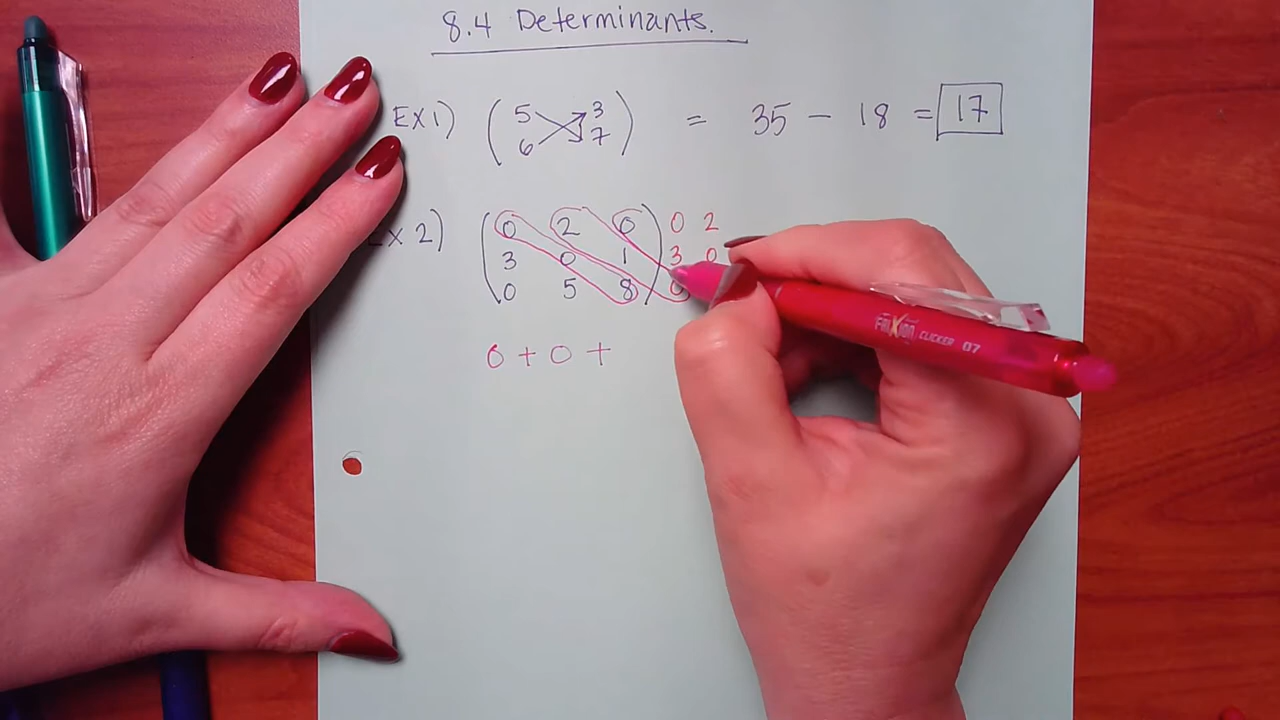 8.4 Determinants.
EX1) ( 5 3 ) = 35 - 18 = 17
6 7
Ex 2) ( 0 2 0 ) 0 2
3 0 1 3 0
0 5 8 0
0 + 0 +
FRIXION CLICKER 07